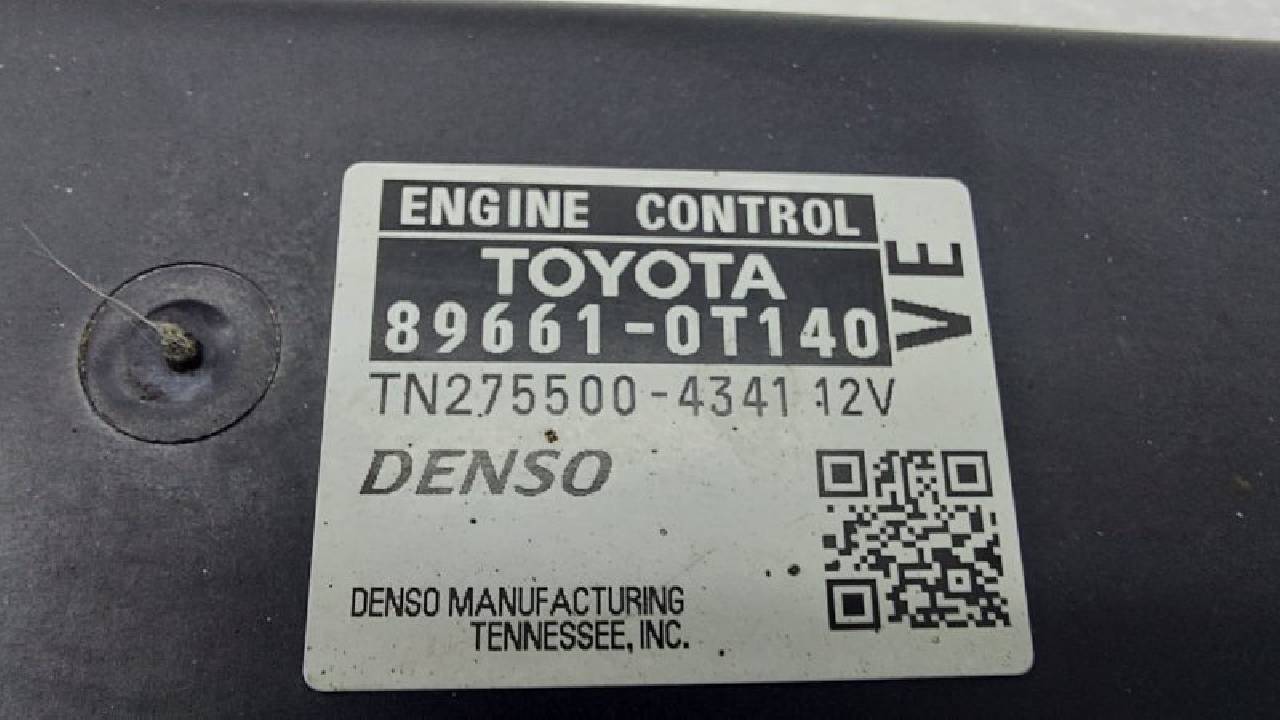 ENGINE CONTROL
TOYOTA
89661-0T140
VE
TN275500-4341 12V
DENSO
DENSO MANUFACTURING
TENNESSEE, INC.